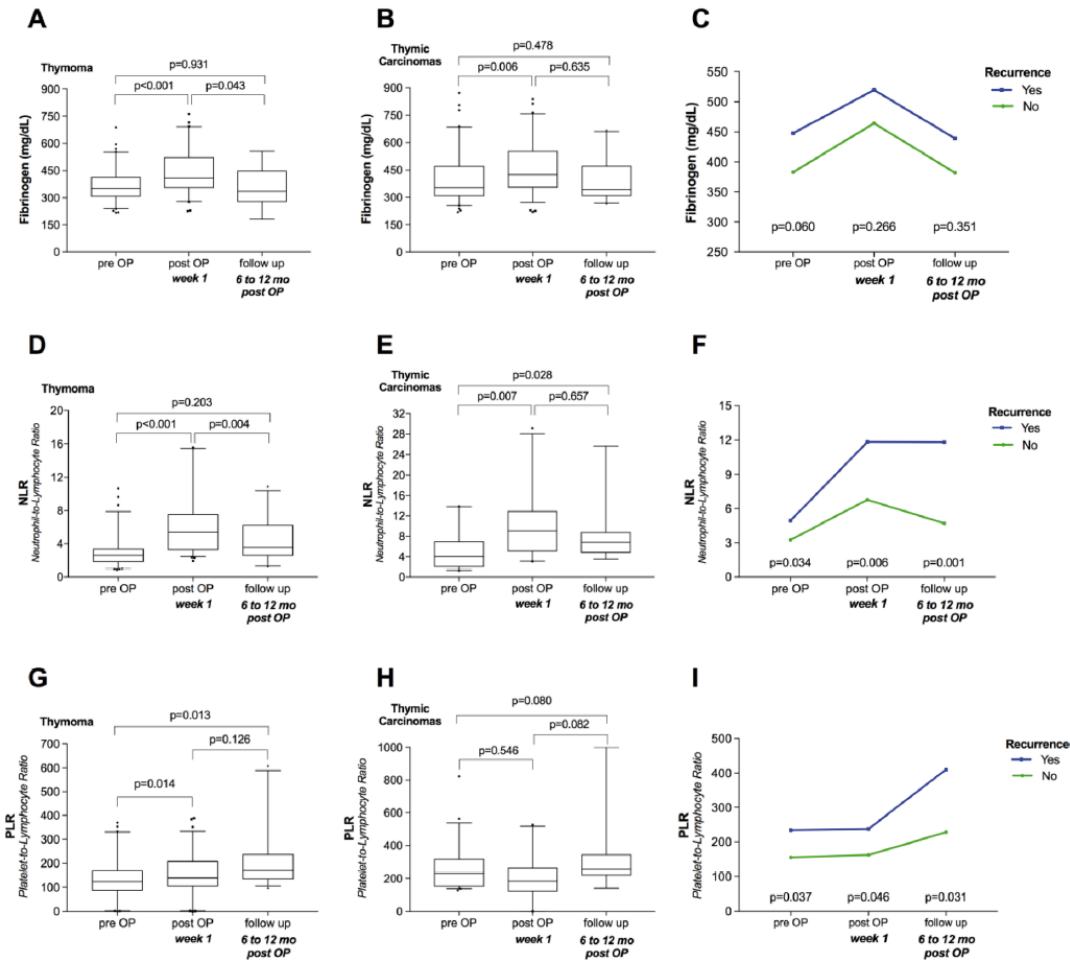 A
Thymoma
p=0.931
p<0.001 p=0.043
Fibrinogen (mg/dL)
900
750
600
450
300
150
0
pre OP post OP follow up
week 1 6 to 12 mo
post OP
B
Thymic
Carcinomas
p=0.478
p=0.006 p=0.635
Fibrinogen (mg/dL)
900
750
600
450
300
150
0
pre OP post OP follow up
week 1 6 to 12 mo
post OP
C
Recurrence
Yes
No
Fibrinogen (mg/dL)
550
500
450
400
350
300
250
p=0.060 p=0.266 p=0.351
pre OP post OP follow up
week 1 6 to 12 mo
post OP
D
Thymoma
p=0.203
p<0.001 p=0.004
NLR
Neutrophil-to-Lymphocyte Ratio
20
16
12
8
4
0
pre OP post OP follow up
week 1 6 to 12 mo
post OP
E
Thymic
Carcinomas
p=0.028
p=0.007 p=0.657
NLR
Neutrophil-to-Lymphocyte Ratio
32
28
24
20
16
12
8
4
0
pre OP post OP follow up
week 1 6 to 12 mo
post OP
F
Recurrence
Yes
No
NLR
Neutrophil-to-Lymphocyte Ratio
15
12
9
6
3
0
p=0.034 p=0.006 p=0.001
pre OP post OP follow up
week 1 6 to 12 mo
post OP
G
Thymoma
p=0.013
p=0.126
p=0.014
PLR
Platelet-to-Lymphocyte Ratio
700
600
500
400
300
200
100
0
pre OP post OP follow up
week 1 6 to 12 mo
post OP
H
Thymic
Carcinomas
p=0.080
p=0.082
p=0.546
PLR
Platelet-to-Lymphocyte Ratio
1000
800
600
400
200
0
pre OP post OP follow up
week 1 6 to 12 mo
post OP
I
Recurrence
Yes
No
PLR
Platelet-to-Lymphocyte Ratio
500
400
300
200
100
0
p=0.037 p=0.046 p=0.031
pre OP post OP follow up
week 1 6 to 12 mo
post OP